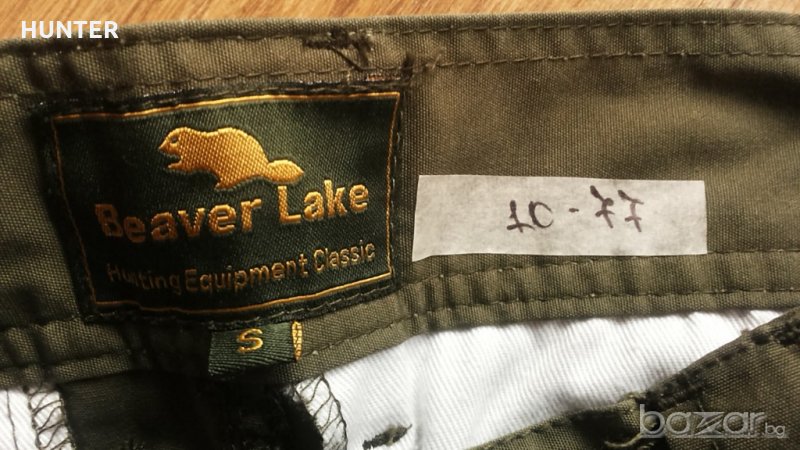 HUNTER
Beaver Lake
Hunting Equipment Classic
S
10-77
bazar.bg